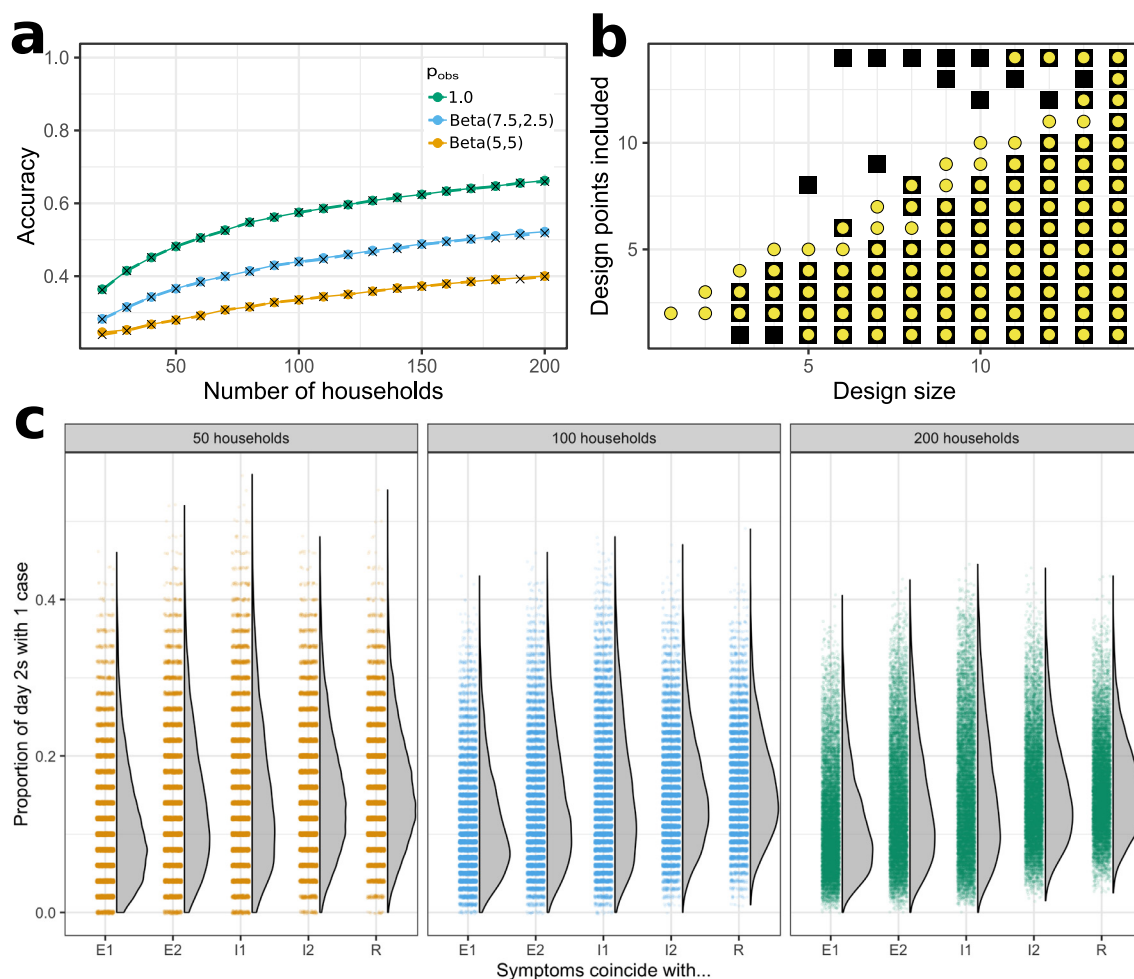 a
b
1.0
0.8
0.6
0.4
Accuracy
50
100
150
200
Number of households
pobs
1.0
Beta(7.5,2.5)
Beta(5,5)
10
5
Design points included
5
10
Design size
c
50 households
100 households
200 households
Proportion of day 2s with 1 case
0.4
0.2
0.0
E1 E2 I1 I2 R
E1 E2 I1 I2 R
E1 E2 I1 I2 R
Symptoms coincide with...